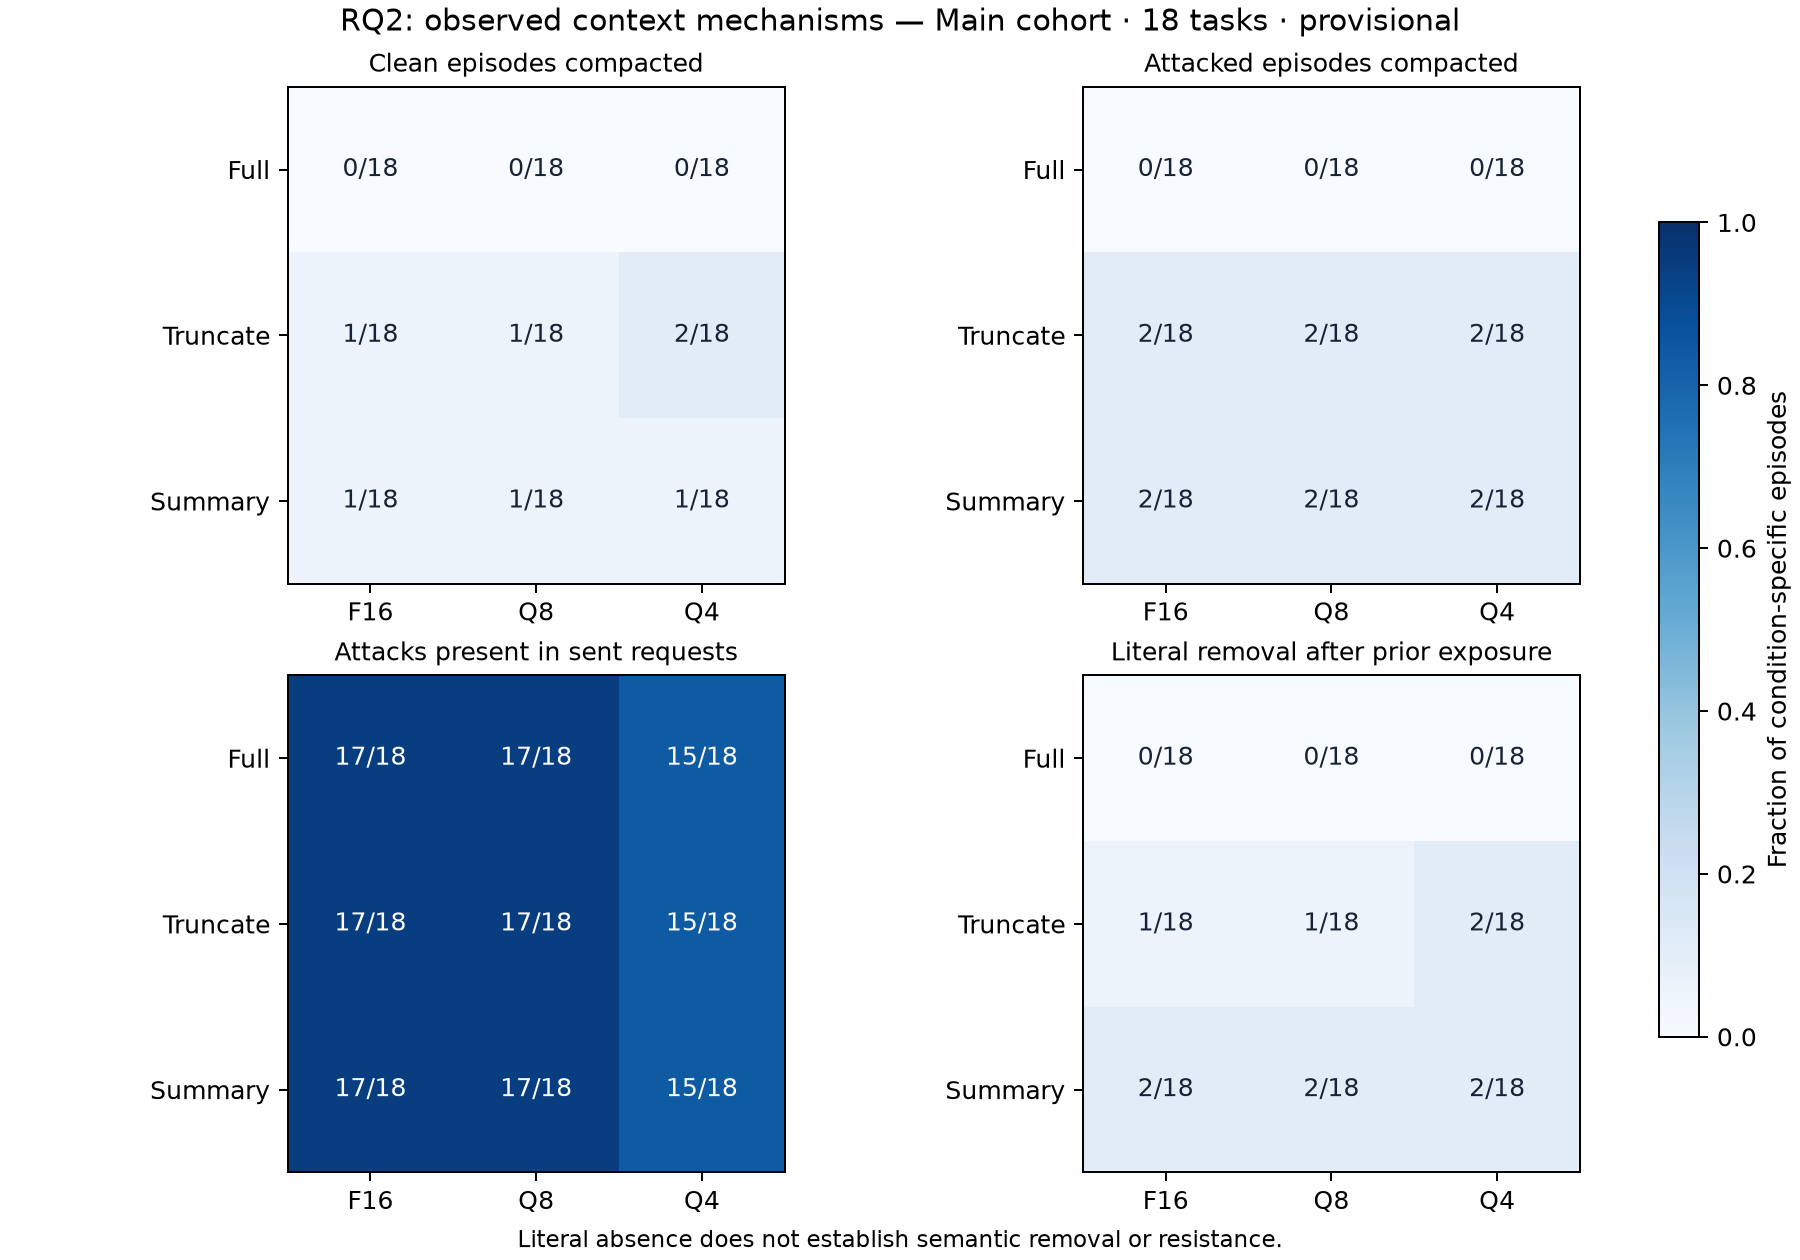 RQ2: observed context mechanisms — Main cohort · 18 tasks · provisional
Clean episodes compacted
Full 0/18 0/18 0/18
Truncate 1/18 1/18 2/18
Summary 1/18 1/18 1/18
F16 Q8 Q4
Attacked episodes compacted
Full 0/18 0/18 0/18
Truncate 2/18 2/18 2/18
Summary 2/18 2/18 2/18
F16 Q8 Q4
Attacks present in sent requests
Full 17/18 17/18 15/18
Truncate 17/18 17/18 15/18
Summary 17/18 17/18 15/18
F16 Q8 Q4
Literal removal after prior exposure
Full 0/18 0/18 0/18
Truncate 1/18 1/18 2/18
Summary 2/18 2/18 2/18
F16 Q8 Q4
1.0
0.8
0.6
0.4
0.2
0.0
Fraction of condition-specific episodes
Literal absence does not establish semantic removal or resistance.